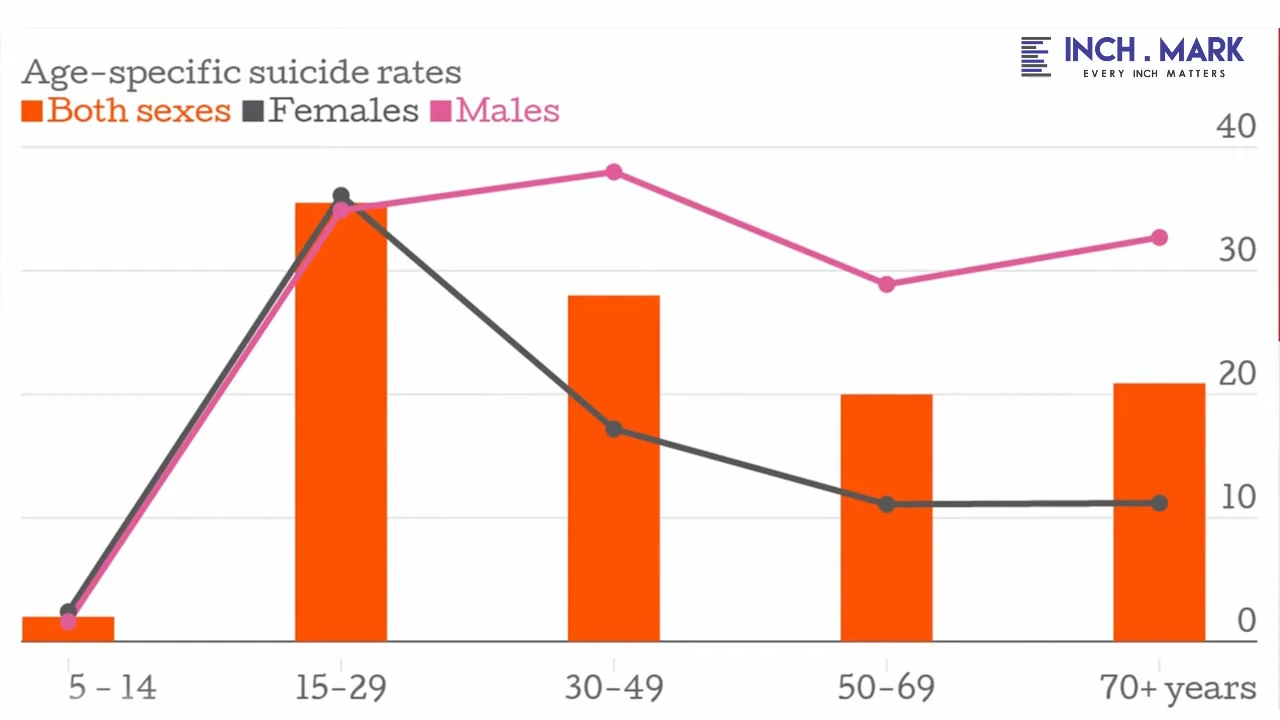 INCH . MARK
EVERY INCH MATTERS
Age-specific suicide rates
Both sexes Females Males
40
30
20
10
0
5 - 14 15-29 30-49 50-69 70+ years